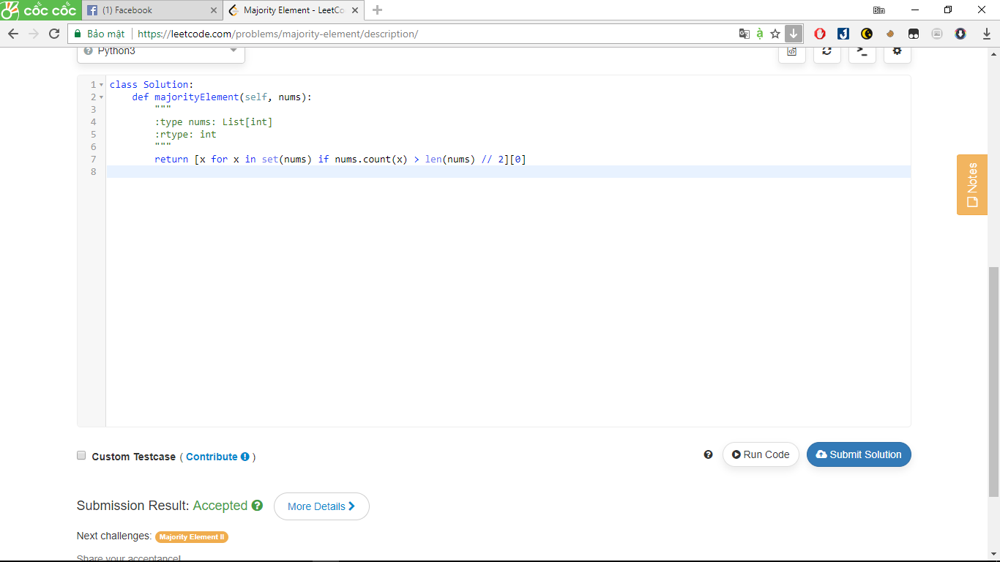 cốc cốc (1) Facebook Majority Element - LeetCo Bin
Bảo mật https://leetcode.com/problems/majority-element/description/
Python3
1 class Solution:
2 def majorityElement(self, nums):
3 """
4 :type nums: List[int]
5 :rtype: int
6 """
7 return [x for x in set(nums) if nums.count(x) > len(nums) // 2][0]
8
Notes
Custom Testcase ( Contribute )
Run Code Submit Solution
Submission Result: Accepted More Details
Next challenges: Majority Element II
Share your acceptance!